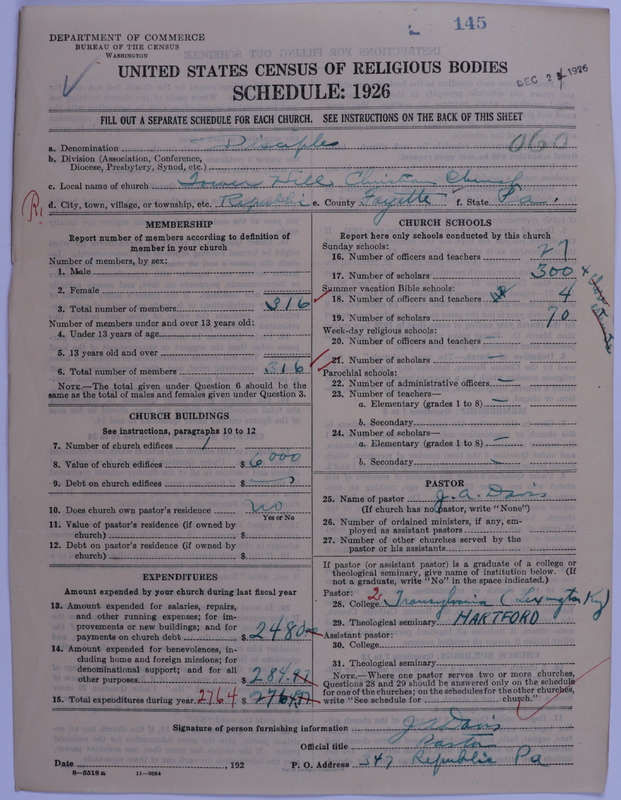 145
DEPARTMENT OF COMMERCE
BUREAU OF THE CENSUS
WASHINGTON
UNITED STATES CENSUS OF RELIGIOUS BODIES
DEC 2 1926
SCHEDULE: 1926
FILL OUT A SEPARATE SCHEDULE FOR EACH CHURCH. SEE INSTRUCTIONS ON THE BACK OF THIS SHEET
a. Denomination Disciples 060
b. Division (Association, Conference,
Diocese, Presbytery, Synod, etc.)
c. Local name of church Tower Hill Christian Church
R. d. City, town, village, or township, etc. Republic e. County Fayette f. State Pa.
MEMBERSHIP
Report number of members according to definition of
member in your church
Number of members, by sex:
1. Male
2. Female
3. Total number of members 316
Number of members under and over 13 years old:
4. Under 13 years of age
5. 13 years old and over
6. Total number of members 316
NOTE.—The total given under Question 6 should be the
same as the total of males and females given under Question 3.
CHURCH BUILDINGS
See instructions, paragraphs 10 to 12
7. Number of church edifices 1
8. Value of church edifices $ 6000
9. Debt on church edifices $ —
10. Does church own pastor's residence no
Yes or No
11. Value of pastor's residence (if owned by
church) $
12. Debt on pastor's residence (if owned by
church) $
EXPENDITURES
Amount expended by your church during last fiscal year
13. Amount expended for salaries, repairs,
and other running expenses; for im-
provements or new buildings; and for
payments on church debt $ 2480
14. Amount expended for benevolences, in-
cluding home and foreign missions; for
denominational support; and for all
other purposes $ 284.97
15. Total expenditures during year 2764 $ 2764.97
CHURCH SCHOOLS
Report here only schools conducted by this church
Sunday schools:
16. Number of officers and teachers 27
17. Number of scholars 300 x
Summer vacation Bible schools:
18. Number of officers and teachers 4
19. Number of scholars 70
Week-day religious schools:
20. Number of officers and teachers —
21. Number of scholars —
Parochial schools:
22. Number of administrative officers —
23. Number of teachers—
a. Elementary (grades 1 to 8) —
b. Secondary
24. Number of scholars—
a. Elementary (grades 1 to 8) —
b. Secondary —
PASTOR
25. Name of pastor J. A. Davis
(If church has no pastor, write "None")
26. Number of ordained ministers, if any, em-
ployed as assistant pastors
27. Number of other churches served by the
pastor or his assistants
If pastor (or assistant pastor) is a graduate of a college or
theological seminary, give name of institution below. (If
not a graduate, write "No" in the space indicated.)
Pastor: 2
28. College Transylvania (Lexington Ky)
29. Theological seminary HARTFORD
Assistant pastor:
30. College
31. Theological seminary
NOTE.—Where one pastor serves two or more churches,
Questions 28 and 29 should be answered only on the schedule
for one of the churches; on the schedules for the other churches,
write "See schedule for church."
Signature of person furnishing information J A Davis
Official title Pastor
Date , 192 P. O. Address 347 Republic Pa
8—5518 a 11—9054